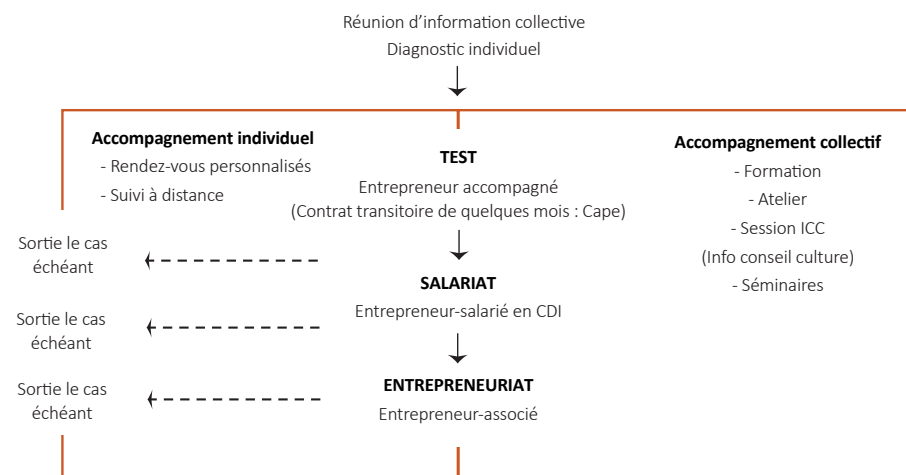 Réunion d’information collective
Diagnostic individuel
Accompagnement individuel
- Rendez-vous personnalisés
- Suivi à distance
TEST
Entrepreneur accompagné
(Contrat transitoire de quelques mois : Cape)
Accompagnement collectif
- Formation
- Atelier
- Session ICC
(Info conseil culture)
- Séminaires
Sortie le cas
échéant
SALARIAT
Entrepreneur-salarié en CDI
Sortie le cas
échéant
ENTREPRENEURIAT
Entrepreneur-associé
Sortie le cas
échéant